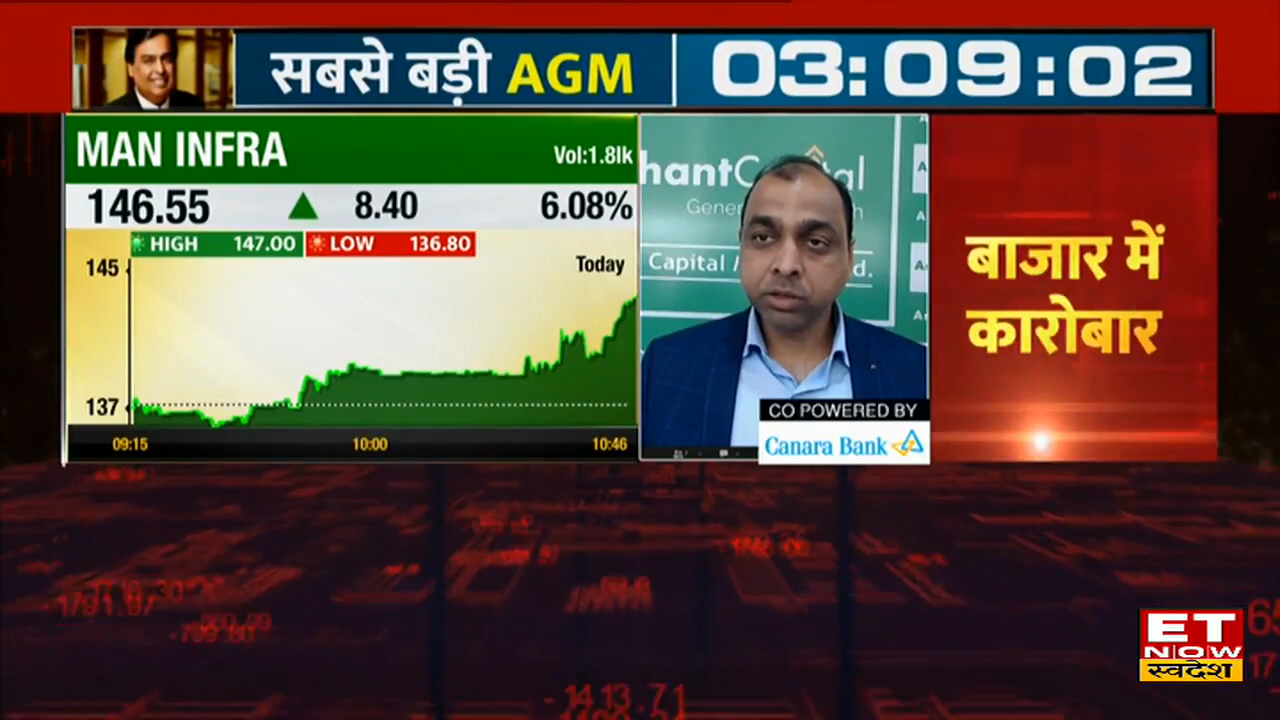 सबसे बड़ी AGM
03:09:02
MAN INFRA
Vol:1.8lk
146.55 8.40 6.08%
HIGH 147.00 LOW 136.80
Today
145
137
09:15 10:00 10:46
Capital
CO POWERED BY
Canara Bank
बाजार में
कारोबार
ET
NOW
स्वदेश